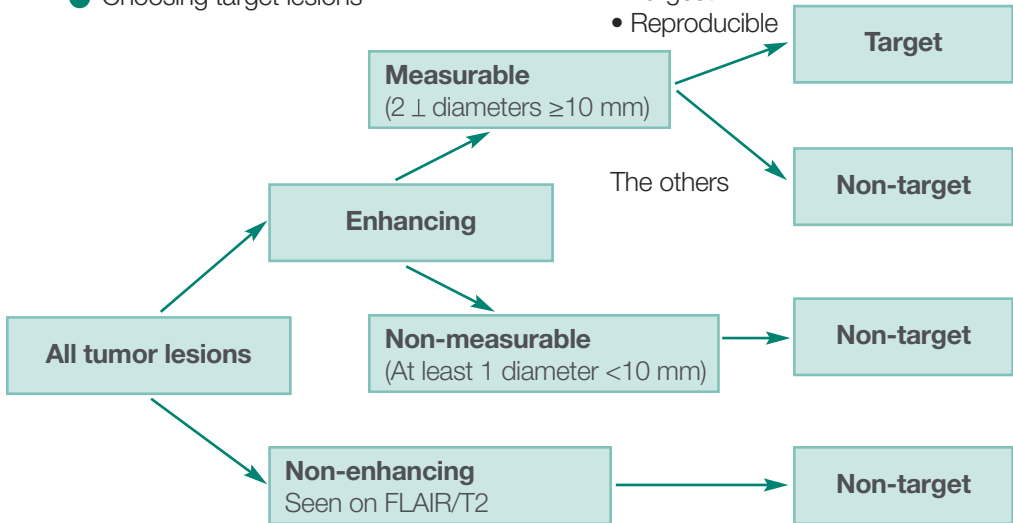 • Reproducible
Target
Measurable
(2 ⊥ diameters ≥10 mm)
The others
Non-target
Enhancing
All tumor lesions
Non-measurable
(At least 1 diameter <10 mm)
Non-target
Non-enhancing
Seen on FLAIR/T2
Non-target